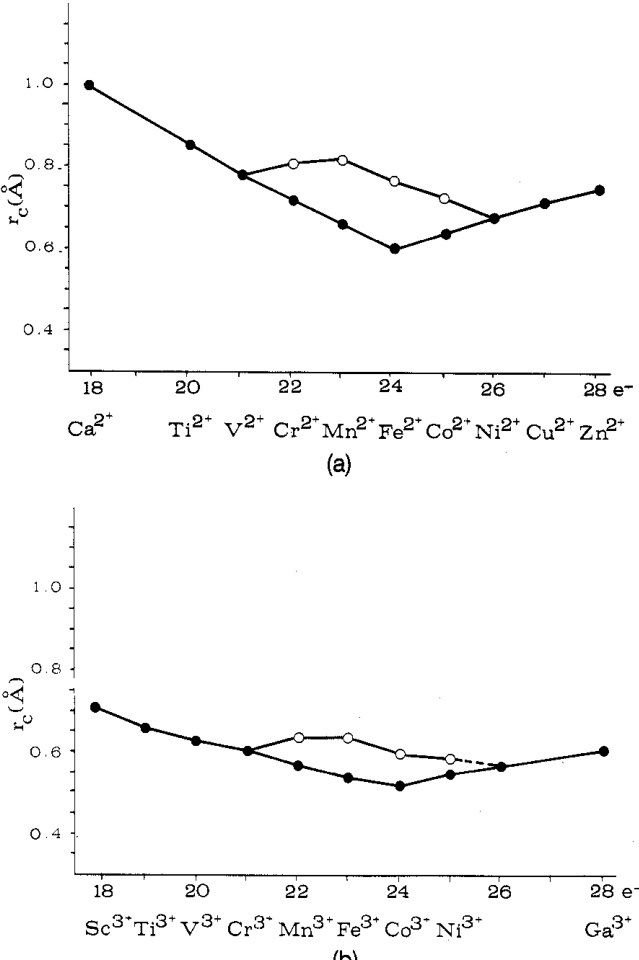 1.0
0.8
r_c(Å)
0.6
0.4
18 20 22 24 26 28 e⁻
Ca²⁺ Ti²⁺ V²⁺ Cr²⁺ Mn²⁺ Fe²⁺ Co²⁺ Ni²⁺ Cu²⁺ Zn²⁺
(a)
1.0
0.8
r_c(Å)
0.6
0.4
18 20 22 24 26 28 e⁻
Sc³⁺ Ti³⁺ V³⁺ Cr³⁺ Mn³⁺ Fe³⁺ Co³⁺ Ni³⁺ Ga³⁺
(b)